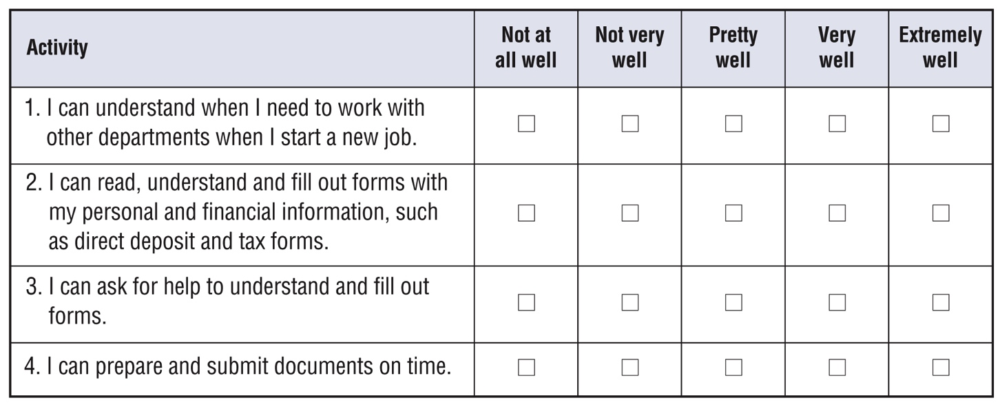 Activity
Not at
all well
Not very
well
Pretty
well
Very
well
Extremely
well
1. I can understand when I need to work with
other departments when I start a new job.
2. I can read, understand and fill out forms with
my personal and financial information, such
as direct deposit and tax forms.
3. I can ask for help to understand and fill out
forms.
4. I can prepare and submit documents on time.